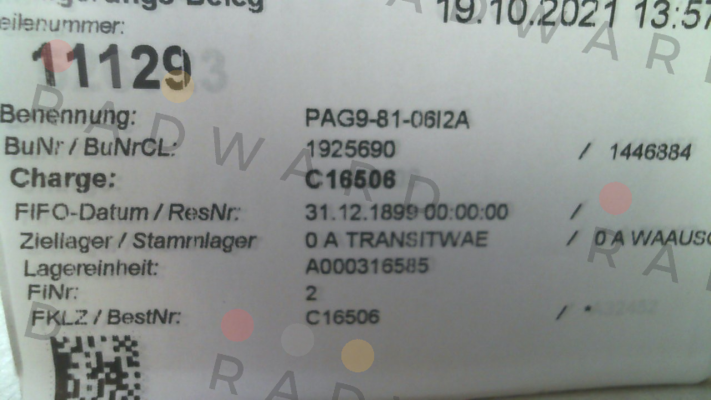 19.10.2021 13:57
eilenummer:
11129
Benennung: PAG9-81-06I2A
BuNr / BuNrCL: 1925690 / 1446884
Charge: C16506
FIFO-Datum / ResNr: 31.12.1899 00:00:00 /
Ziellager / Stammlager 0 A TRANSITWAE / 0 A WAAUSG
Lagereinheit: A000316585
FiNr: 2
FKLZ / BestNr: C16506 / *
RADWARD
RADWARD